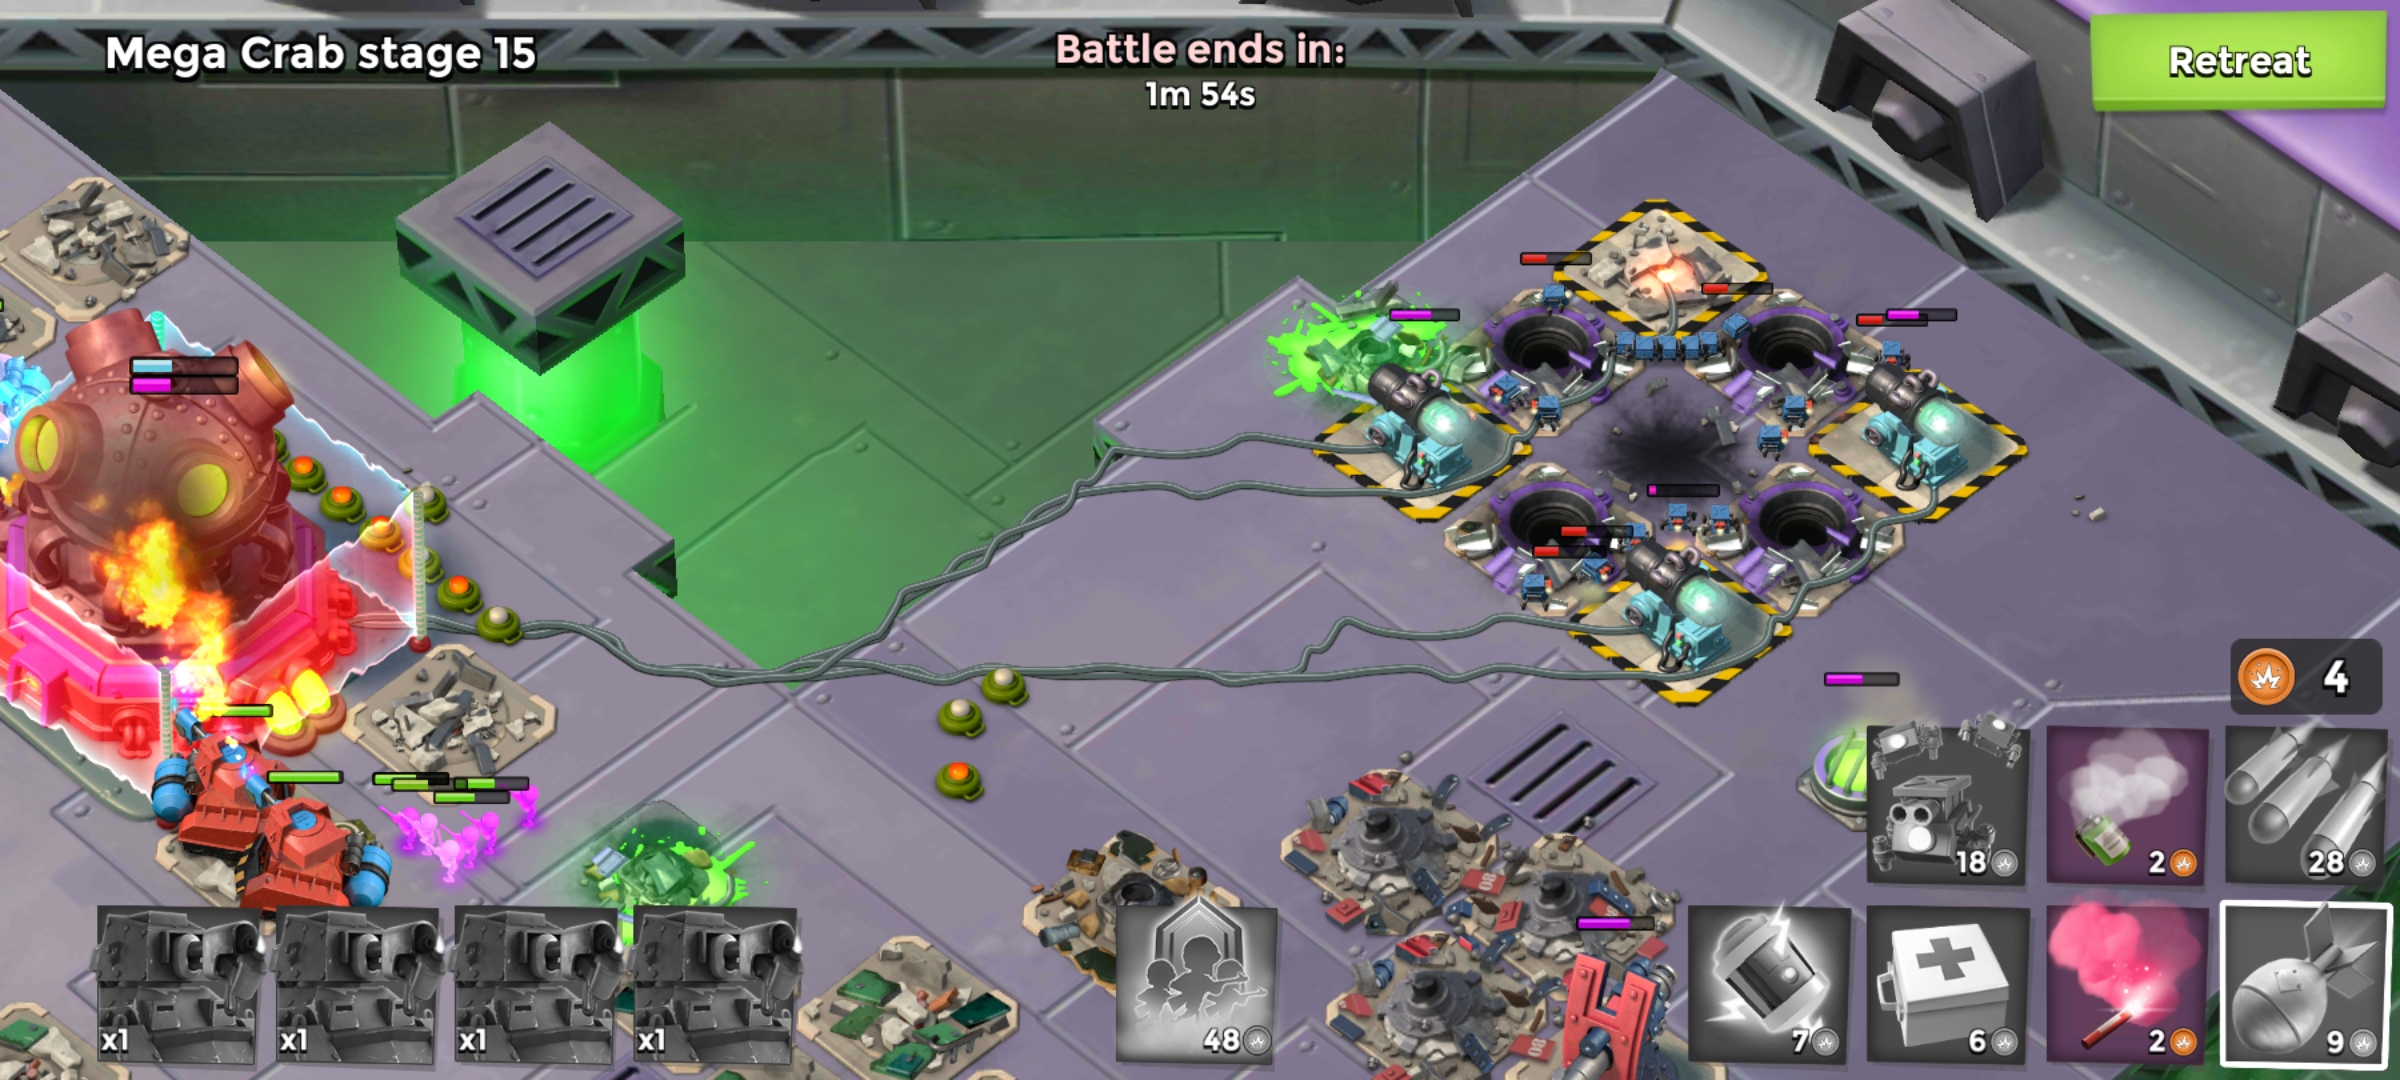 Mega Crab stage 15
Battle ends in:
1m 54s
Retreat
4
18
2
28
x1
x1
x1
x1
48
7
6
2
9